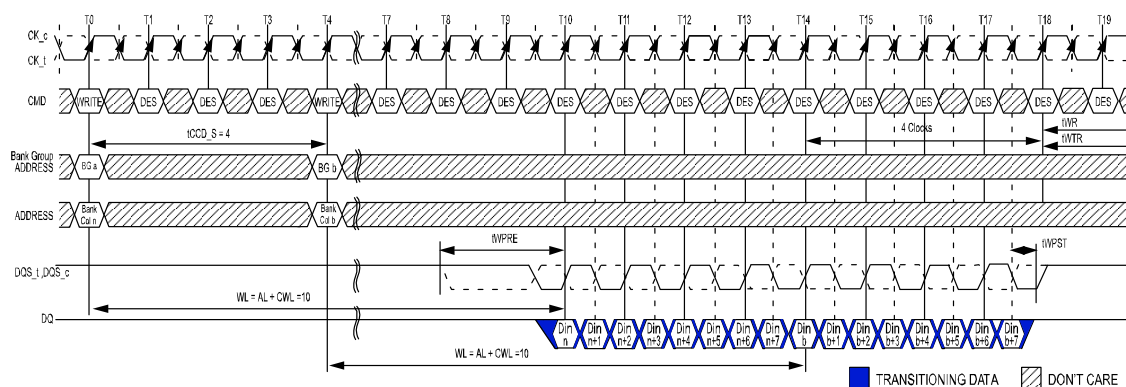 T0 T1 T2 T3 T4 T7 T8 T9 T10 T11 T12 T13 T14 T15 T16 T17 T18 T19
CK_c
CK_t
CMD WRITE DES DES DES WRITE DES DES DES DES DES DES DES DES DES DES DES DES DES
tCCD_S = 4
4 Clocks
tWR
tWTR
Bank Group
ADDRESS
BG a
BG b
ADDRESS
Bank
Col n
Bank
Col b
tWPRE
tWPST
DQS_t ,DQS_c
WL = AL + CWL =10
DQ
Din Din Din Din Din Din Din Din Din Din Din Din Din Din Din Din
n n+1 n+2 n+3 n+4 n+5 n+6 n+7 b b+1 b+2 b+3 b+4 b+5 b+6 b+7
WL = AL + CWL =10
TRANSITIONING DATA
DON'T CARE